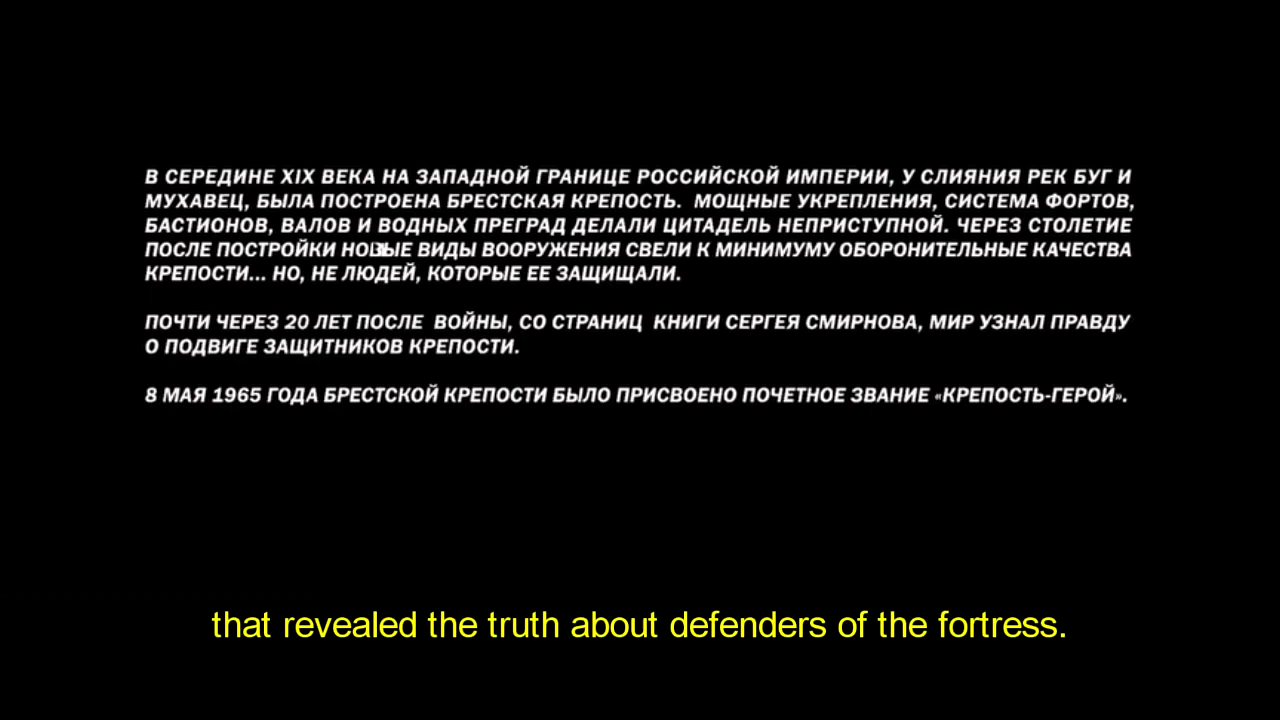 В СЕРЕДИНЕ XIX ВЕКА НА ЗАПАДНОЙ ГРАНИЦЕ РОССИЙСКОЙ ИМПЕРИИ, У СЛИЯНИЯ РЕК БУГ И
МУХАВЕЦ, БЫЛА ПОСТРОЕНА БРЕСТСКАЯ КРЕПОСТЬ. МОЩНЫЕ УКРЕПЛЕНИЯ, СИСТЕМА ФОРТОВ,
БАСТИОНОВ, ВАЛОВ И ВОДНЫХ ПРЕГРАД ДЕЛАЛИ ЦИТАДЕЛЬ НЕПРИСТУПНОЙ. ЧЕРЕЗ СТОЛЕТИЕ
ПОСЛЕ ПОСТРОЙКИ НОВЫЕ ВИДЫ ВООРУЖЕНИЯ СВЕЛИ К МИНИМУМУ ОБОРОНИТЕЛЬНЫЕ КАЧЕСТВА
КРЕПОСТИ... НО, НЕ ЛЮДЕЙ, КОТОРЫЕ ЕЕ ЗАЩИЩАЛИ.
ПОЧТИ ЧЕРЕЗ 20 ЛЕТ ПОСЛЕ ВОЙНЫ, СО СТРАНИЦ КНИГИ СЕРГЕЯ СМИРНОВА, МИР УЗНАЛ ПРАВДУ
О ПОДВИГЕ ЗАЩИТНИКОВ КРЕПОСТИ.
8 МАЯ 1965 ГОДА БРЕСТСКОЙ КРЕПОСТИ БЫЛО ПРИСВОЕНО ПОЧЕТНОЕ ЗВАНИЕ «КРЕПОСТЬ-ГЕРОЙ».
that revealed the truth about defenders of the fortress.